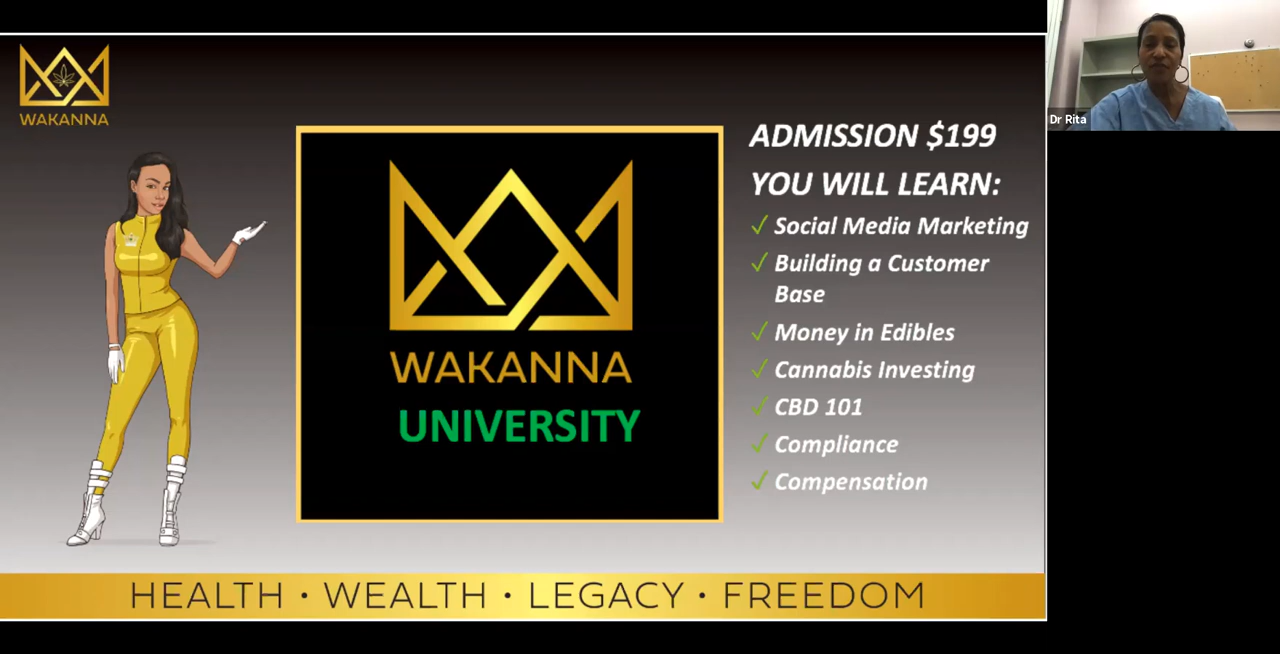 WAKANNA
WAKANNA
UNIVERSITY
ADMISSION $199
YOU WILL LEARN:
✓ Social Media Marketing
✓ Building a Customer
Base
✓ Money in Edibles
✓ Cannabis Investing
✓ CBD 101
✓ Compliance
✓ Compensation
HEALTH • WEALTH • LEGACY • FREEDOM
Dr Rita